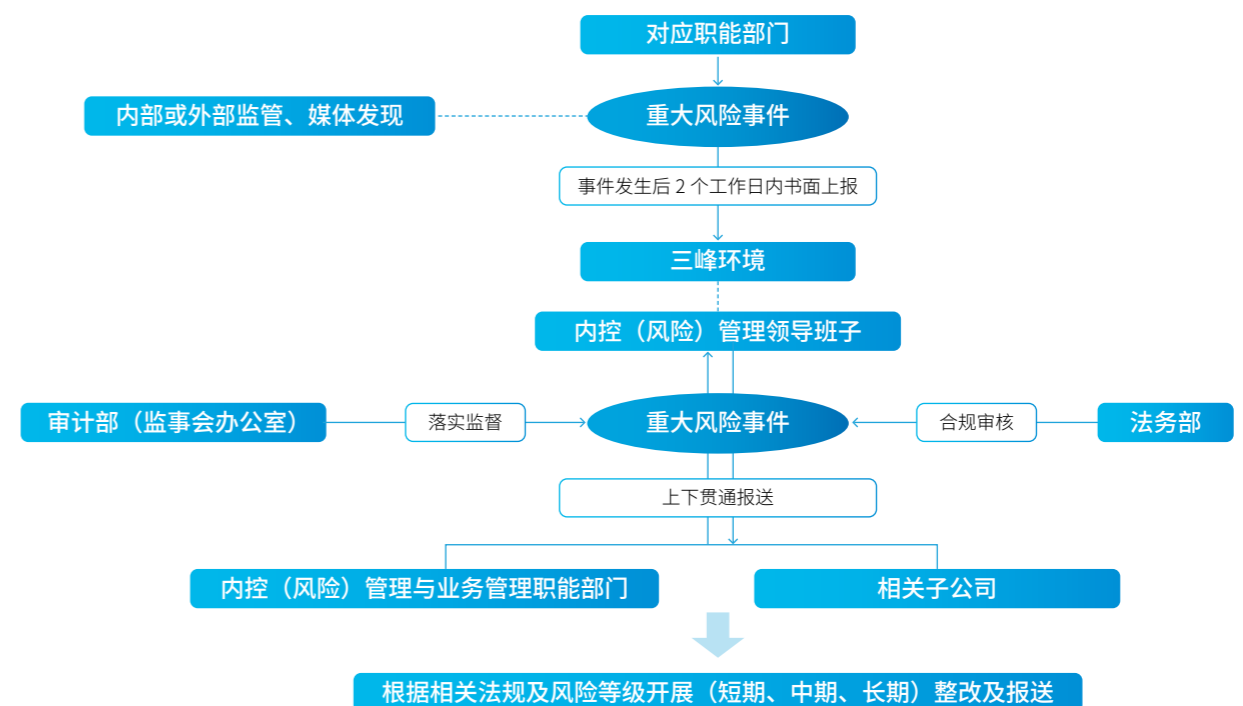 对应职能部门
内部或外部监管、媒体发现
重大风险事件
事件发生后 2 个工作日内书面上报
三峰环境
内控（风险）管理领导班子
审计部（监事会办公室）
落实监督
重大风险事件
合规审核
法务部
上下贯通报送
内控（风险）管理与业务管理职能部门
相关子公司
根据相关法规及风险等级开展（短期、中期、长期）整改及报送